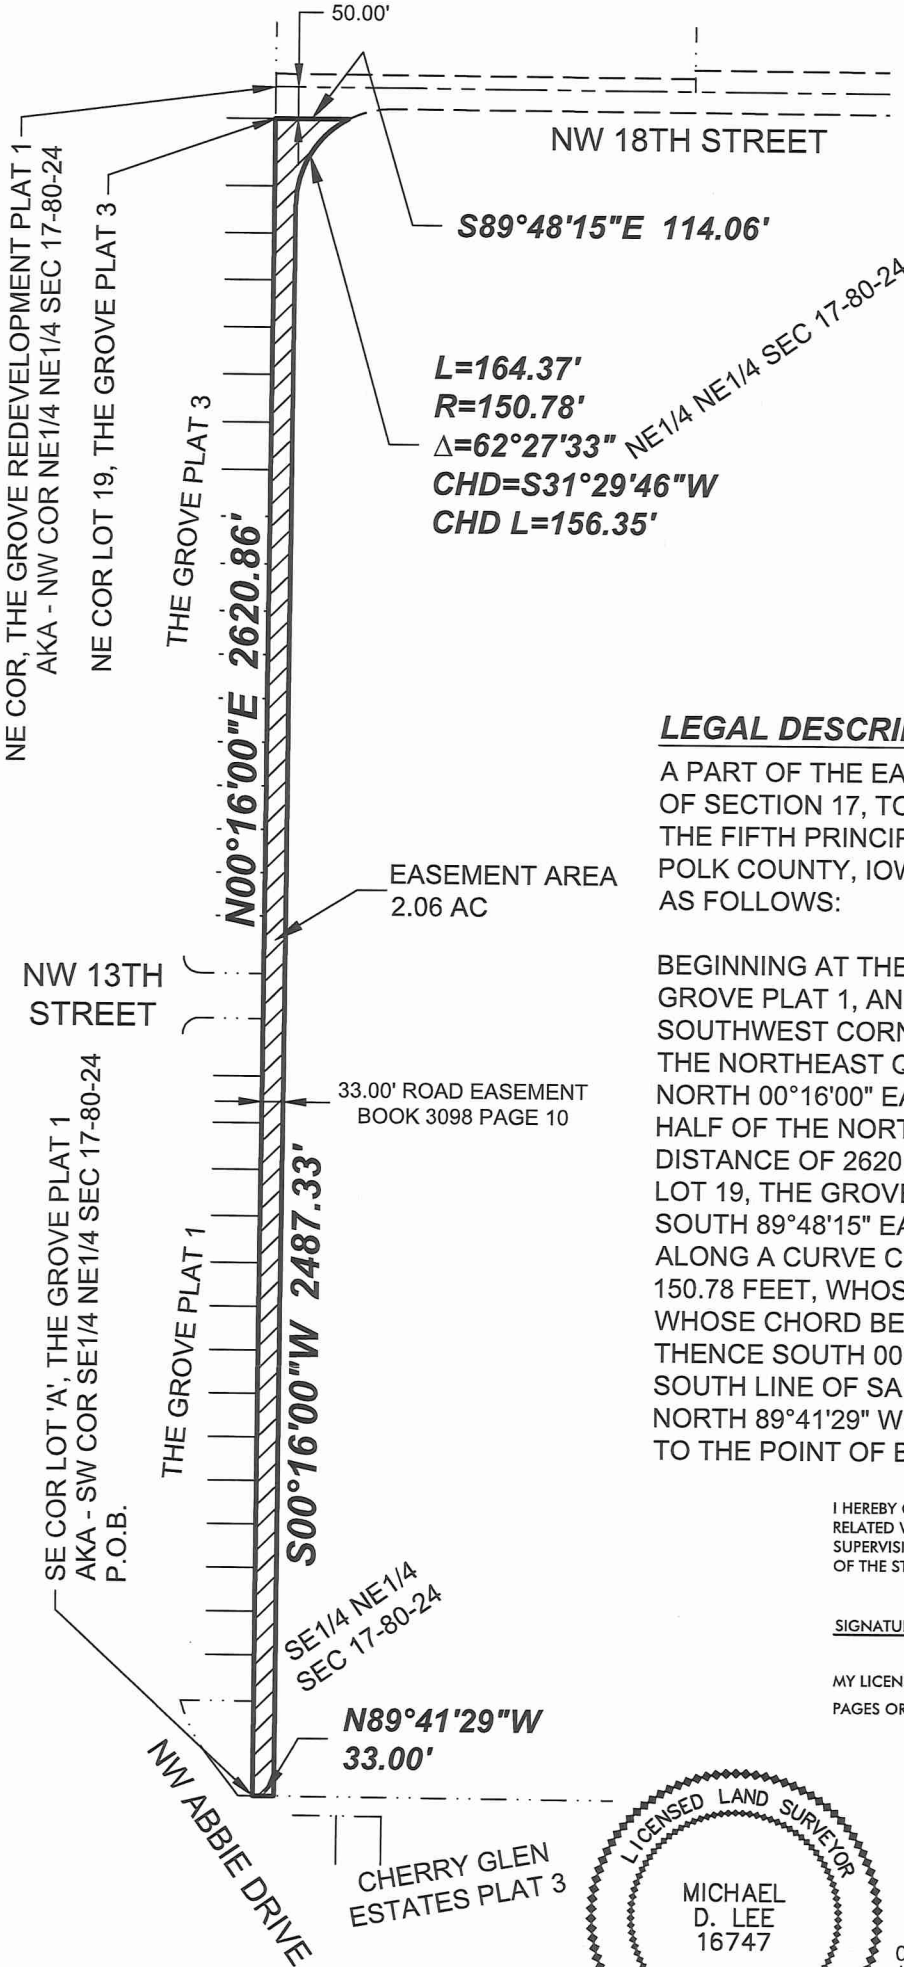 50.00'
NW 18TH STREET
NE COR, THE GROVE REDEVELOPMENT PLAT 1
AKA - NW COR NE1/4 NE1/4 SEC 17-80-24
NE COR LOT 19, THE GROVE PLAT 3
S89°48'15"E 114.06'
NE1/4 NE1/4 SEC 17-80-24
L=164.37'
R=150.78'
Δ=62°27'33"
CHD=S31°29'46"W
CHD L=156.35'
THE GROVE PLAT 3
N00°16'00"E 2620.86'
LEGAL DESCRI
A PART OF THE EA
OF SECTION 17, TO
THE FIFTH PRINCIP
POLK COUNTY, IOW
AS FOLLOWS:
EASEMENT AREA
2.06 AC
NW 13TH
STREET
BEGINNING AT THE
GROVE PLAT 1, AN
SOUTHWEST CORN
THE NORTHEAST Q
NORTH 00°16'00" EA
HALF OF THE NORT
DISTANCE OF 2620
LOT 19, THE GROVE
SOUTH 89°48'15" EA
ALONG A CURVE C
150.78 FEET, WHOS
WHOSE CHORD BE
THENCE SOUTH 00
SOUTH LINE OF SA
NORTH 89°41'29" W
TO THE POINT OF B
33.00' ROAD EASEMENT
BOOK 3098 PAGE 10
SE COR LOT 'A', THE GROVE PLAT 1
AKA - SW COR SE1/4 NE1/4 SEC 17-80-24
P.O.B.
THE GROVE PLAT 1
S00°16'00"W 2487.33'
I HEREBY
RELATED
SUPERVIS
OF THE ST
SIGNATU
MY LICEN
PAGES OR
SE1/4 NE1/4
SEC 17-80-24
N89°41'29"W
33.00'
NW ABBIE DRIVE
CHERRY GLEN
ESTATES PLAT 3
LICENSED LAND SURVEYOR
MICHAEL
D. LEE
16747